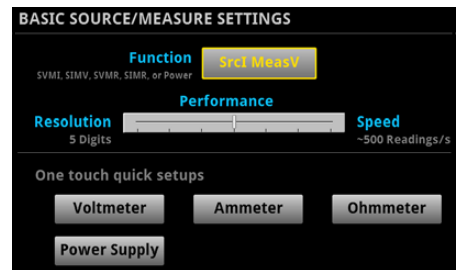 BASIC SOURCE/MEASURE SETTINGS
Function
SVMI, SIMV, SVMR, SIMR, or Power
SrcI MeasV
Performance
Resolution
5 Digits
Speed
~500 Readings/s
One touch quick setups
Voltmeter
Ammeter
Ohmmeter
Power Supply